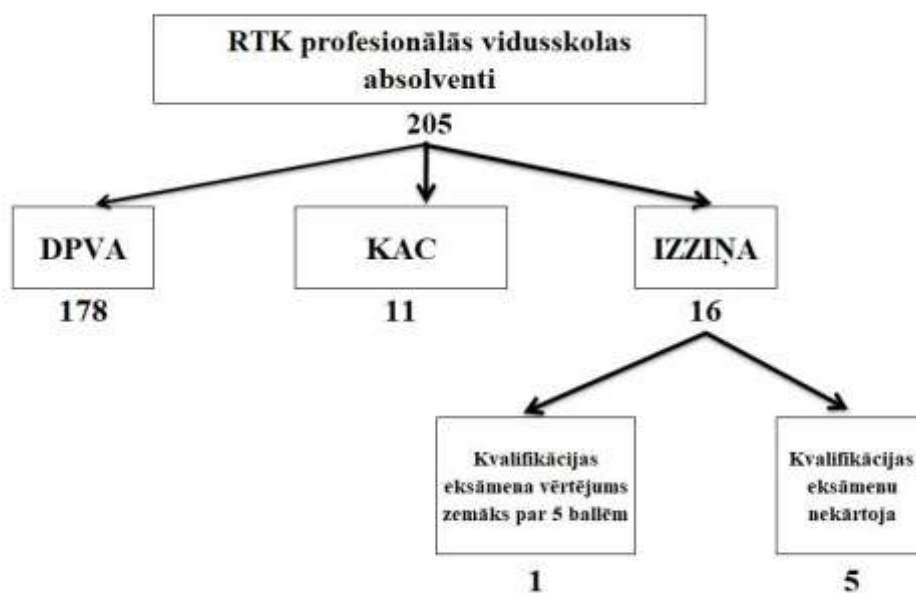 RTK profesionālās vidusskolas
absolventi
205
DPVA
KAC
IZZIŅA
178
11
16
Kvalifikācijas
eksāmena vērtējums
zemāks par 5 ballēm
Kvalifikācijas
eksāmenu
nekārtoja
1
5